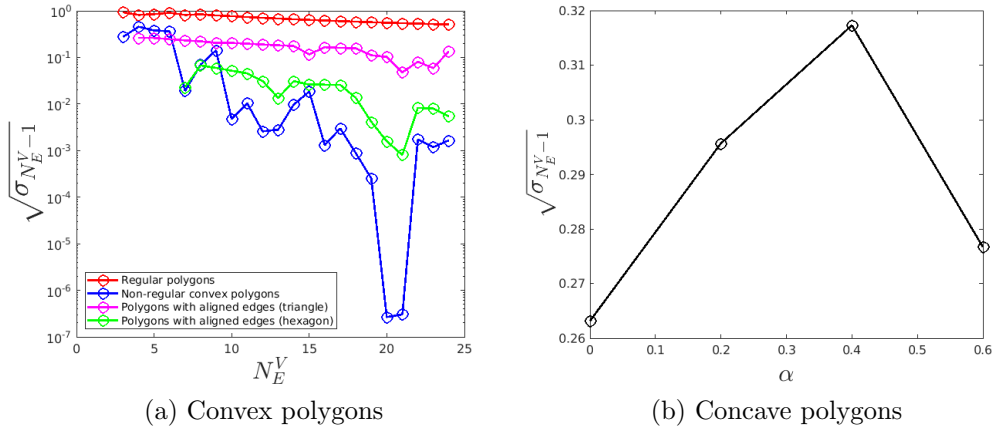 10^0
10^-1
10^-2
10^-3
10^-4
10^-5
10^-6
10^-7
√σ_{N_E^V−1}
Regular polygons
Non-regular convex polygons
Polygons with aligned edges (triangle)
Polygons with aligned edges (hexagon)
0 5 10 15 20 25
N_E^V
(a) Convex polygons
0.32
0.31
0.3
0.29
0.28
0.27
0.26
√σ_{N_E^V−1}
0 0.1 0.2 0.3 0.4 0.5 0.6
α
(b) Concave polygons